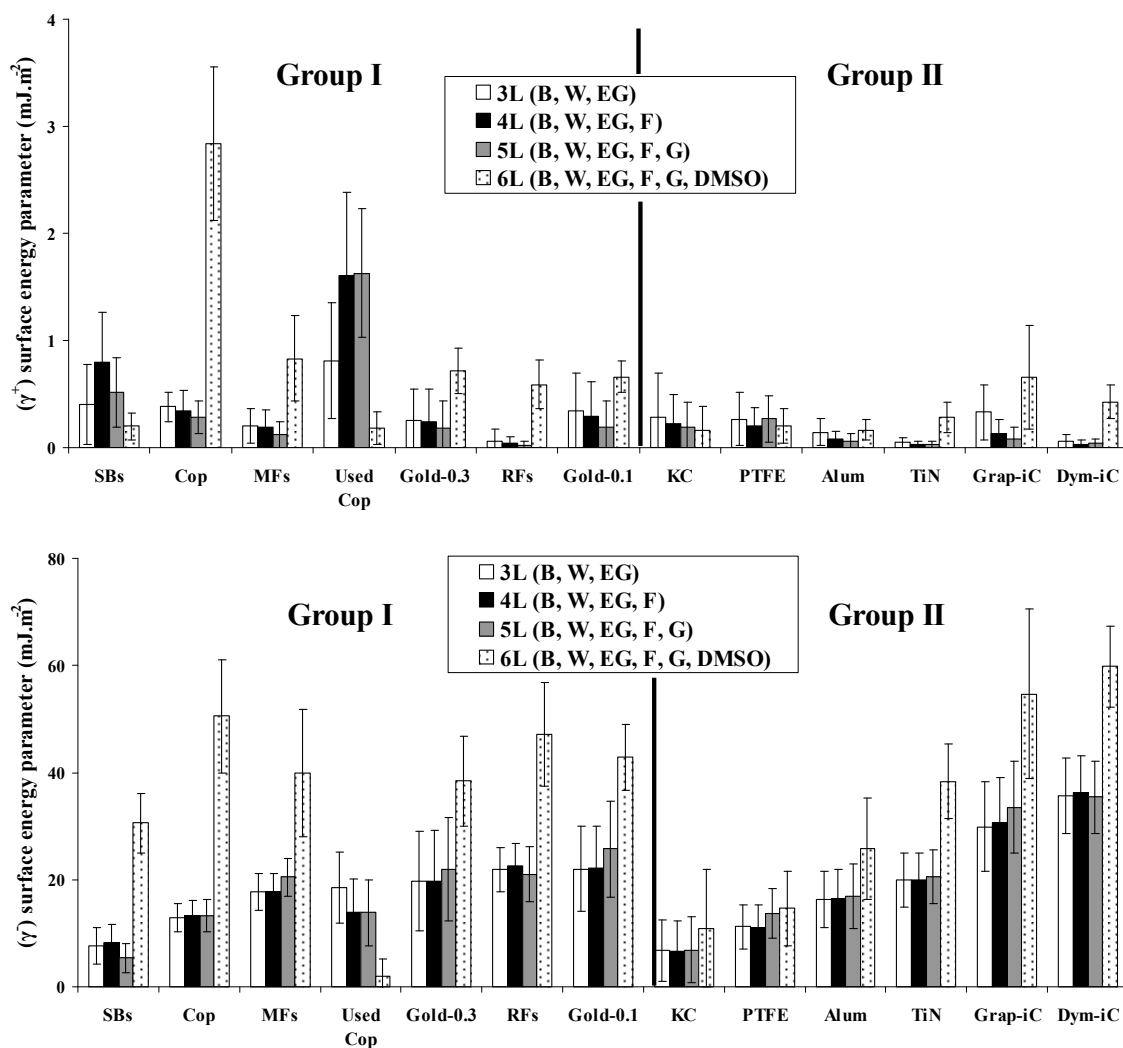 4
3
2
1
0
(γ⁺) surface energy parameter (mJ.m⁻²)
Group I
Group II
3L (B, W, EG)
4L (B, W, EG, F)
5L (B, W, EG, F, G)
6L (B, W, EG, F, G, DMSO)
SBs Cop MFs Used Gold-0.3 RFs Gold-0.1 KC PTFE Alum TiN Grap-iC Dym-iC
Cop
80
60
40
20
0
(γ⁻) surface energy parameter (mJ.m⁻²)
Group I
Group II
3L (B, W, EG)
4L (B, W, EG, F)
5L (B, W, EG, F, G)
6L (B, W, EG, F, G, DMSO)
SBs Cop MFs Used Gold-0.3 RFs Gold-0.1 KC PTFE Alum TiN Grap-iC Dym-iC
Cop